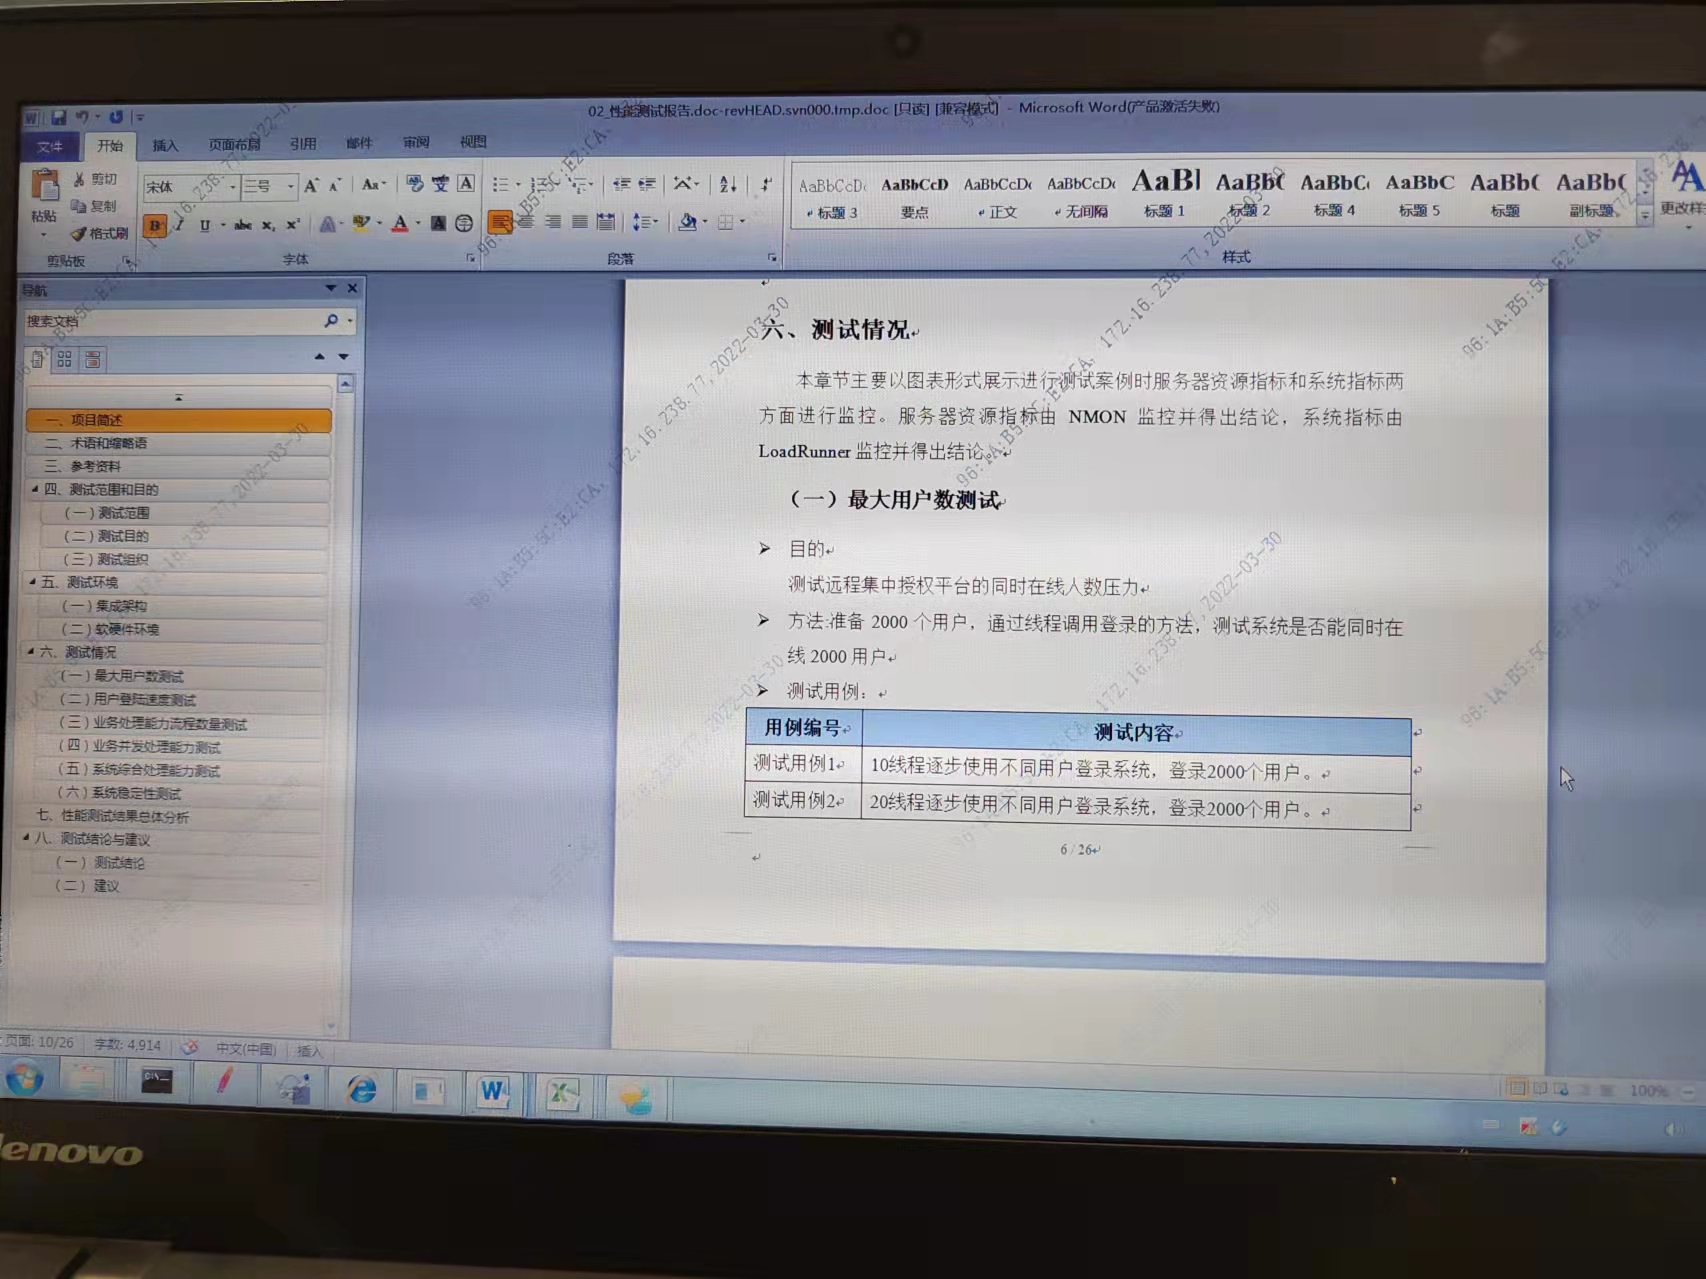 02_性能测试报告.doc-revHEAD.svn000.tmp.doc [只读] [兼容模式] - Microsoft Word(产品激活失败)
文件 开始 插入 页面布局 引用 邮件 审阅 视图
剪切
复制
格式刷
粘贴
剪贴板
宋体 三号
字体
段落
AaBbCcDc 标题 3
AaBbCcD 要点
AaBbCcDc 正文
AaBbCcDc 无间隔
AaBl 标题 1
AaBb( 标题 2
AaBbC 标题 4
AaBbC 标题 5
AaBb( 标题
AaBb( 副标题
更改样
样式
导航
搜索文档
一、项目简述
二、术语和缩略语
三、参考资料
四、测试范围和目的
（一）测试范围
（二）测试目的
（三）测试组织
五、测试环境
（一）集成架构
（二）软硬件环境
六、测试情况
（一）最大用户数测试
（二）用户登陆速度测试
（三）业务处理能力流程数量测试
（四）业务并发处理能力测试
（五）系统综合处理能力测试
（六）系统稳定性测试
七、性能测试结果总体分析
八、测试结论与建议
（一）测试结论
（二）建议
六、测试情况
本章节主要以图表形式展示进行测试案例时服务器资源指标和系统指标两
方面进行监控。服务器资源指标由 NMON 监控并得出结论，系统指标由
LoadRunner 监控并得出结论。
（一）最大用户数测试
目的
测试远程集中授权平台的同时在线人数压力
方法:准备 2000 个用户，通过线程调用登录的方法，测试系统是否能同时在
线 2000 用户
测试用例：
用例编号 测试内容
测试用例1 10线程逐步使用不同用户登录系统，登录2000个用户。
测试用例2 20线程逐步使用不同用户登录系统，登录2000个用户。
6 / 26
96:1A:B5:5C:E2:CA, 172.16.238.77, 2022-03-30
页面: 10/26 字数: 4,914 中文(中国) 插入
100%
lenovo